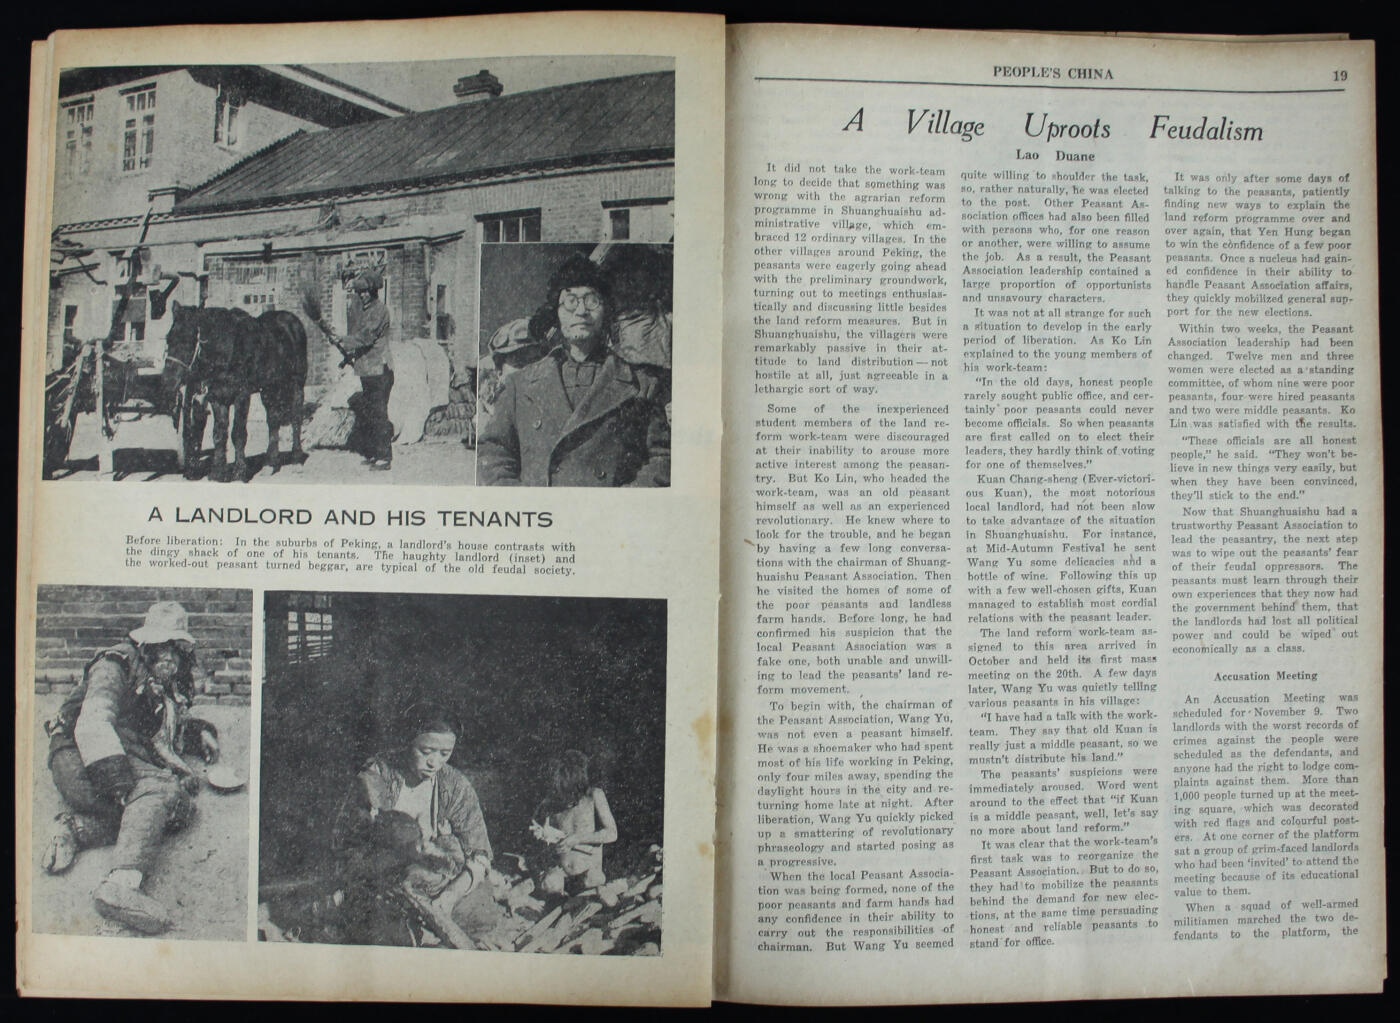 A LANDLORD AND HIS TENANTS
Before liberation: In the suburbs of Peking, a landlord's house contrasts with
the dingy shack of one of his tenants. The haughty landlord (inset) and
the worked-out peasant turned beggar, are typical of the old feudal society.
PEOPLE'S CHINA
19
A Village Uproots Feudalism
Lao Duane
It did not take the work-team
long to decide that something was
wrong with the agrarian reform
programme in Shuanghuaishu ad-
ministrative village, which em-
braced 12 ordinary villages. In the
other villages around Peking, the
peasants were eagerly going ahead
with the preliminary groundwork,
turning out to meetings enthusias-
tically and discussing little besides
the land reform measures. But in
Shuanghuaishu, the villagers were
remarkably passive in their at-
titude to land distribution—not
hostile at all, just agreeable in a
lethargic sort of way.
Some of the inexperienced
student members of the land re-
form work-team were discouraged
at their inability to arouse more
active interest among the peasan-
try. But Ko Lin, who headed the
work-team, was an old peasant
himself as well as an experienced
revolutionary. He knew where to
look for the trouble, and he began
by having a few long conversa-
tions with the chairman of Shuang-
huaishu Peasant Association. Then
he visited the homes of some of
the poor peasants and landless
farm hands. Before long, he had
confirmed his suspicion that the
local Peasant Association was a
fake one, both unable and unwill-
ing to lead the peasants' land re-
form movement.
To begin with, the chairman of
the Peasant Association, Wang Yu,
was not even a peasant himself.
He was a shoemaker who had spent
most of his life working in Peking,
only four miles away, spending the
daylight hours in the city and re-
turning home late at night. After
liberation, Wang Yu quickly picked
up a smattering of revolutionary
phraseology and started posing as
a progressive.
When the local Peasant Associa-
tion was being formed, none of the
poor peasants and farm hands had
any confidence in their ability to
carry out the responsibilities of
chairman. But Wang Yu seemed
quite willing to shoulder the task,
so, rather naturally, he was elected
to the post. Other Peasant As-
sociation offices had also been filled
with persons who, for one reason
or another, were willing to assume
the job. As a result, the Peasant
Association leadership contained a
large proportion of opportunists
and unsavoury characters.
It was not at all strange for such
a situation to develop in the early
period of liberation. As Ko Lin
explained to the young members of
his work-team:
"In the old days, honest people
rarely sought public office, and cer-
tainly poor peasants could never
become officials. So when peasants
are first called on to elect their
leaders, they hardly think of voting
for one of themselves."
Kuan Chang-sheng (Ever-victori-
ous Kuan), the most notorious
local landlord, had not been slow
to take advantage of the situation
in Shuanghuaishu. For instance,
at Mid-Autumn Festival he sent
Wang Yu some delicacies and a
bottle of wine. Following this up
with a few well-chosen gifts, Kuan
managed to establish most cordial
relations with the peasant leader.
The land reform work-team as-
signed to this area arrived in
October and held its first mass
meeting on the 20th. A few days
later, Wang Yu was quietly telling
various peasants in his village:
"I have had a talk with the work-
team. They say that old Kuan is
really just a middle peasant, so we
mustn't distribute his land."
The peasants' suspicions were
immediately aroused. Word went
around to the effect that "if Kuan
is a middle peasant, well, let's say
no more about land reform."
It was clear that the work-team's
first task was to reorganize the
Peasant Association. But to do so,
they had to mobilize the peasants
behind the demand for new elec-
tions, at the same time persuading
honest and reliable peasants to
stand for office.
It was only after some days of
talking to the peasants, patiently
finding new ways to explain the
land reform programme over and
over again, that Yen Hung began
to win the confidence of a few poor
peasants. Once a nucleus had gain-
ed confidence in their ability to
handle Peasant Association affairs,
they quickly mobilized general sup-
port for the new elections.
Within two weeks, the Peasant
Association leadership had been
changed. Twelve men and three
women were elected as a standing
committee, of whom nine were poor
peasants, four were hired peasants
and two were middle peasants. Ko
Lin was satisfied with the results.
"These officials are all honest
people," he said. "They won't be-
lieve in new things very easily, but
when they have been convinced,
they'll stick to the end."
Now that Shuanghuaishu had a
trustworthy Peasant Association to
lead the peasantry, the next step
was to wipe out the peasants' fear
of their feudal oppressors. The
peasants must learn through their
own experiences that they now had
the government behind them, that
the landlords had lost all political
power and could be wiped out
economically as a class.
Accusation Meeting
An Accusation Meeting was
scheduled for November 9. Two
landlords with the worst records of
crimes against the people were
scheduled as the defendants, and
anyone had the right to lodge com-
plaints against them. More than
1,000 people turned up at the meet-
ing square, which was decorated
with red flags and colourful post-
ers. At one corner of the platform
sat a group of grim-faced landlords
who had been 'invited' to attend the
meeting because of its educational
value to them.
When a squad of well-armed
militiamen marched the two de-
fendants to the platform, the